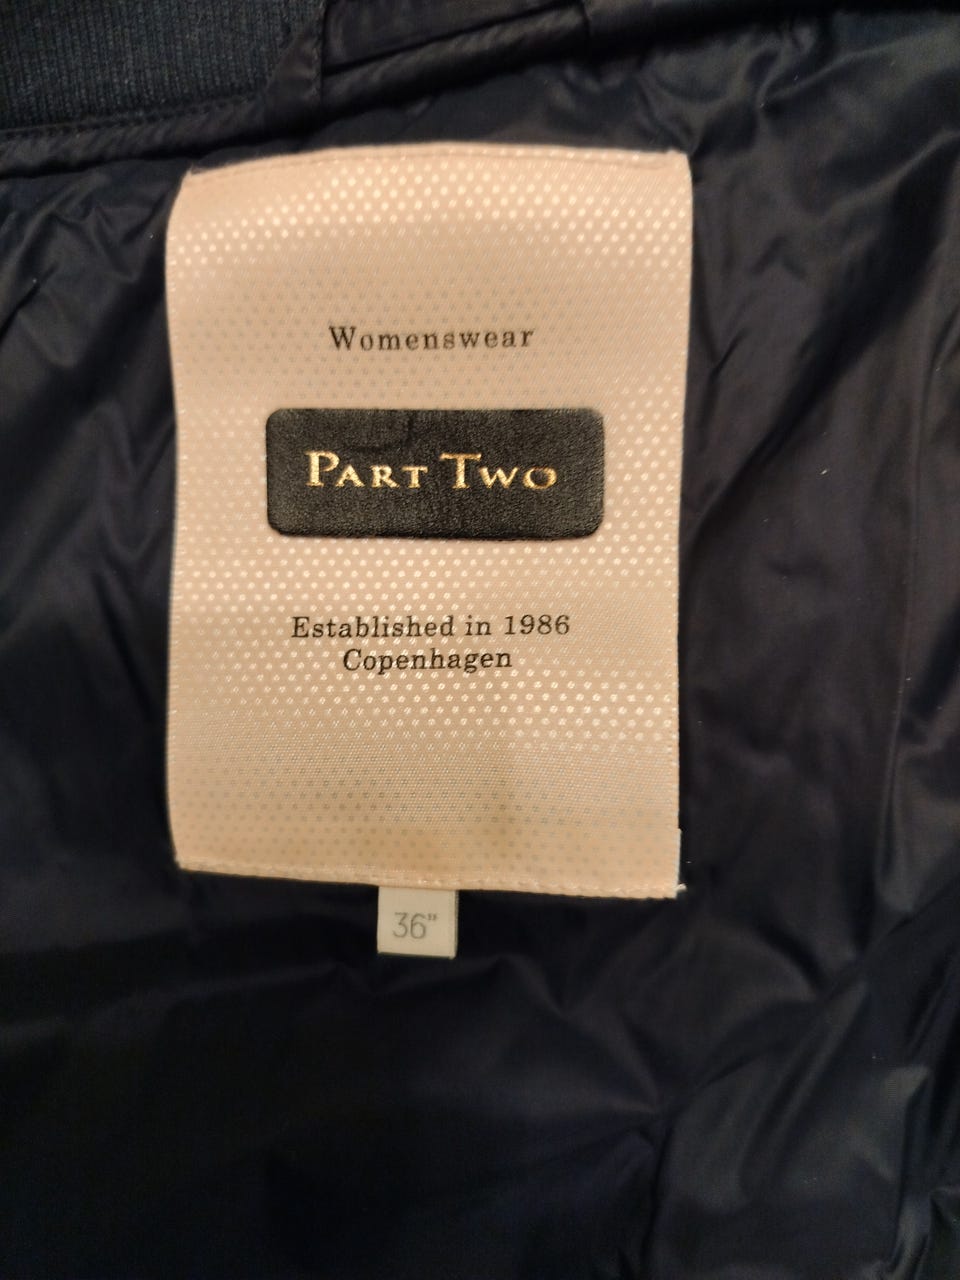 Womenswear
PART TWO
Established in 1986
Copenhagen
36"